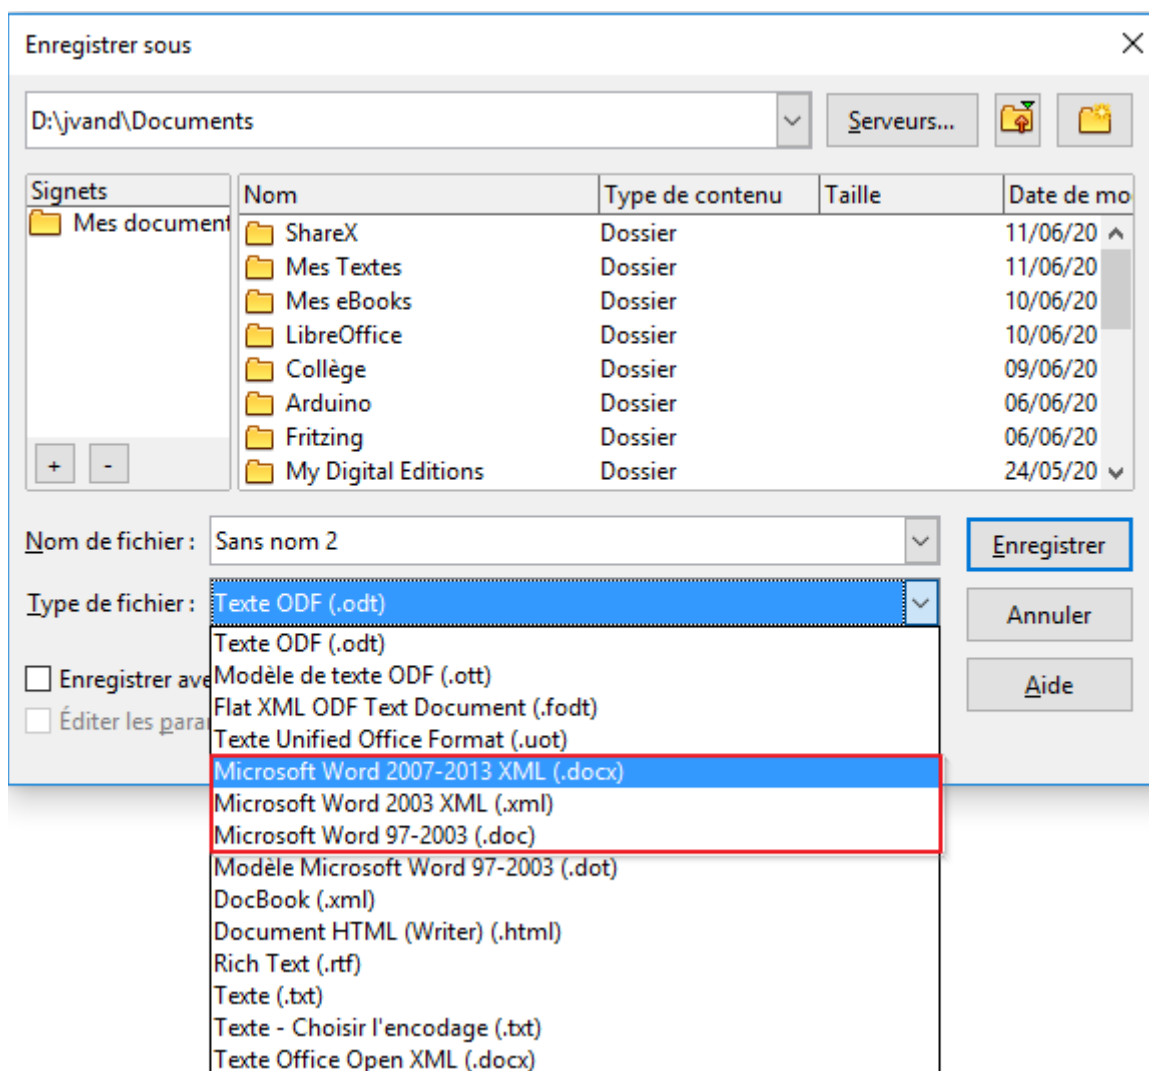 Enregistrer sous
D:\jvand\Documents
Serveurs...
Signets
Mes document
Nom Type de contenu Taille Date de mo
ShareX Dossier 11/06/20
Mes Textes Dossier 11/06/20
Mes eBooks Dossier 10/06/20
LibreOffice Dossier 10/06/20
Collège Dossier 09/06/20
Arduino Dossier 06/06/20
Fritzing Dossier 06/06/20
My Digital Editions Dossier 24/05/20
+ -
Nom de fichier : Sans nom 2
Enregistrer
Type de fichier : Texte ODF (.odt)
Annuler
Enregistrer ave
Aide
Éditer les parar
Texte ODF (.odt)
Modèle de texte ODF (.ott)
Flat XML ODF Text Document (.fodt)
Texte Unified Office Format (.uot)
Microsoft Word 2007-2013 XML (.docx)
Microsoft Word 2003 XML (.xml)
Microsoft Word 97-2003 (.doc)
Modèle Microsoft Word 97-2003 (.dot)
DocBook (.xml)
Document HTML (Writer) (.html)
Rich Text (.rtf)
Texte (.txt)
Texte - Choisir l'encodage (.txt)
Texte Office Open XML (.docx)